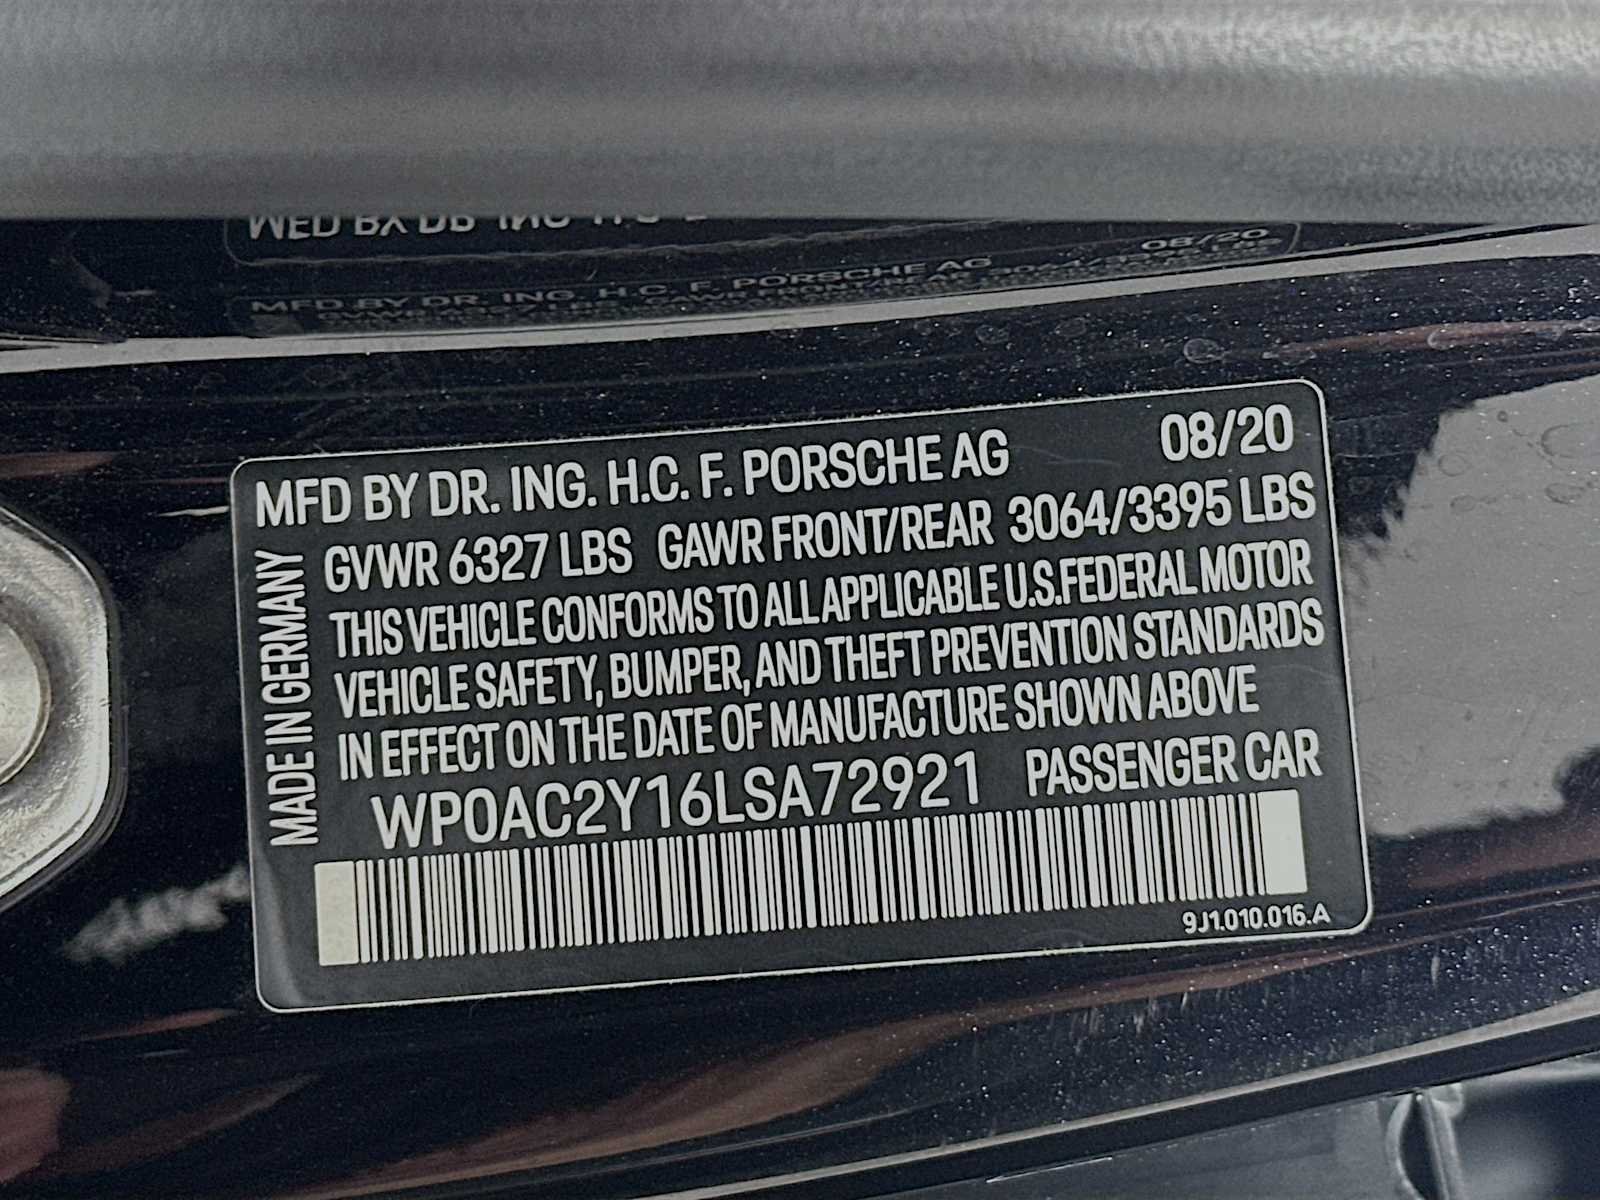 MFD BY DR. ING. H.C. F. PORSCHE AG 08/20
GVWR 6327 LBS GAWR FRONT/REAR 3064/3395 LBS
THIS VEHICLE CONFORMS TO ALL APPLICABLE U.S.FEDERAL MOTOR
VEHICLE SAFETY, BUMPER, AND THEFT PREVENTION STANDARDS
IN EFFECT ON THE DATE OF MANUFACTURE SHOWN ABOVE
WP0AC2Y16LSA72921 PASSENGER CAR
9J1.010.016.A
MADE IN GERMANY